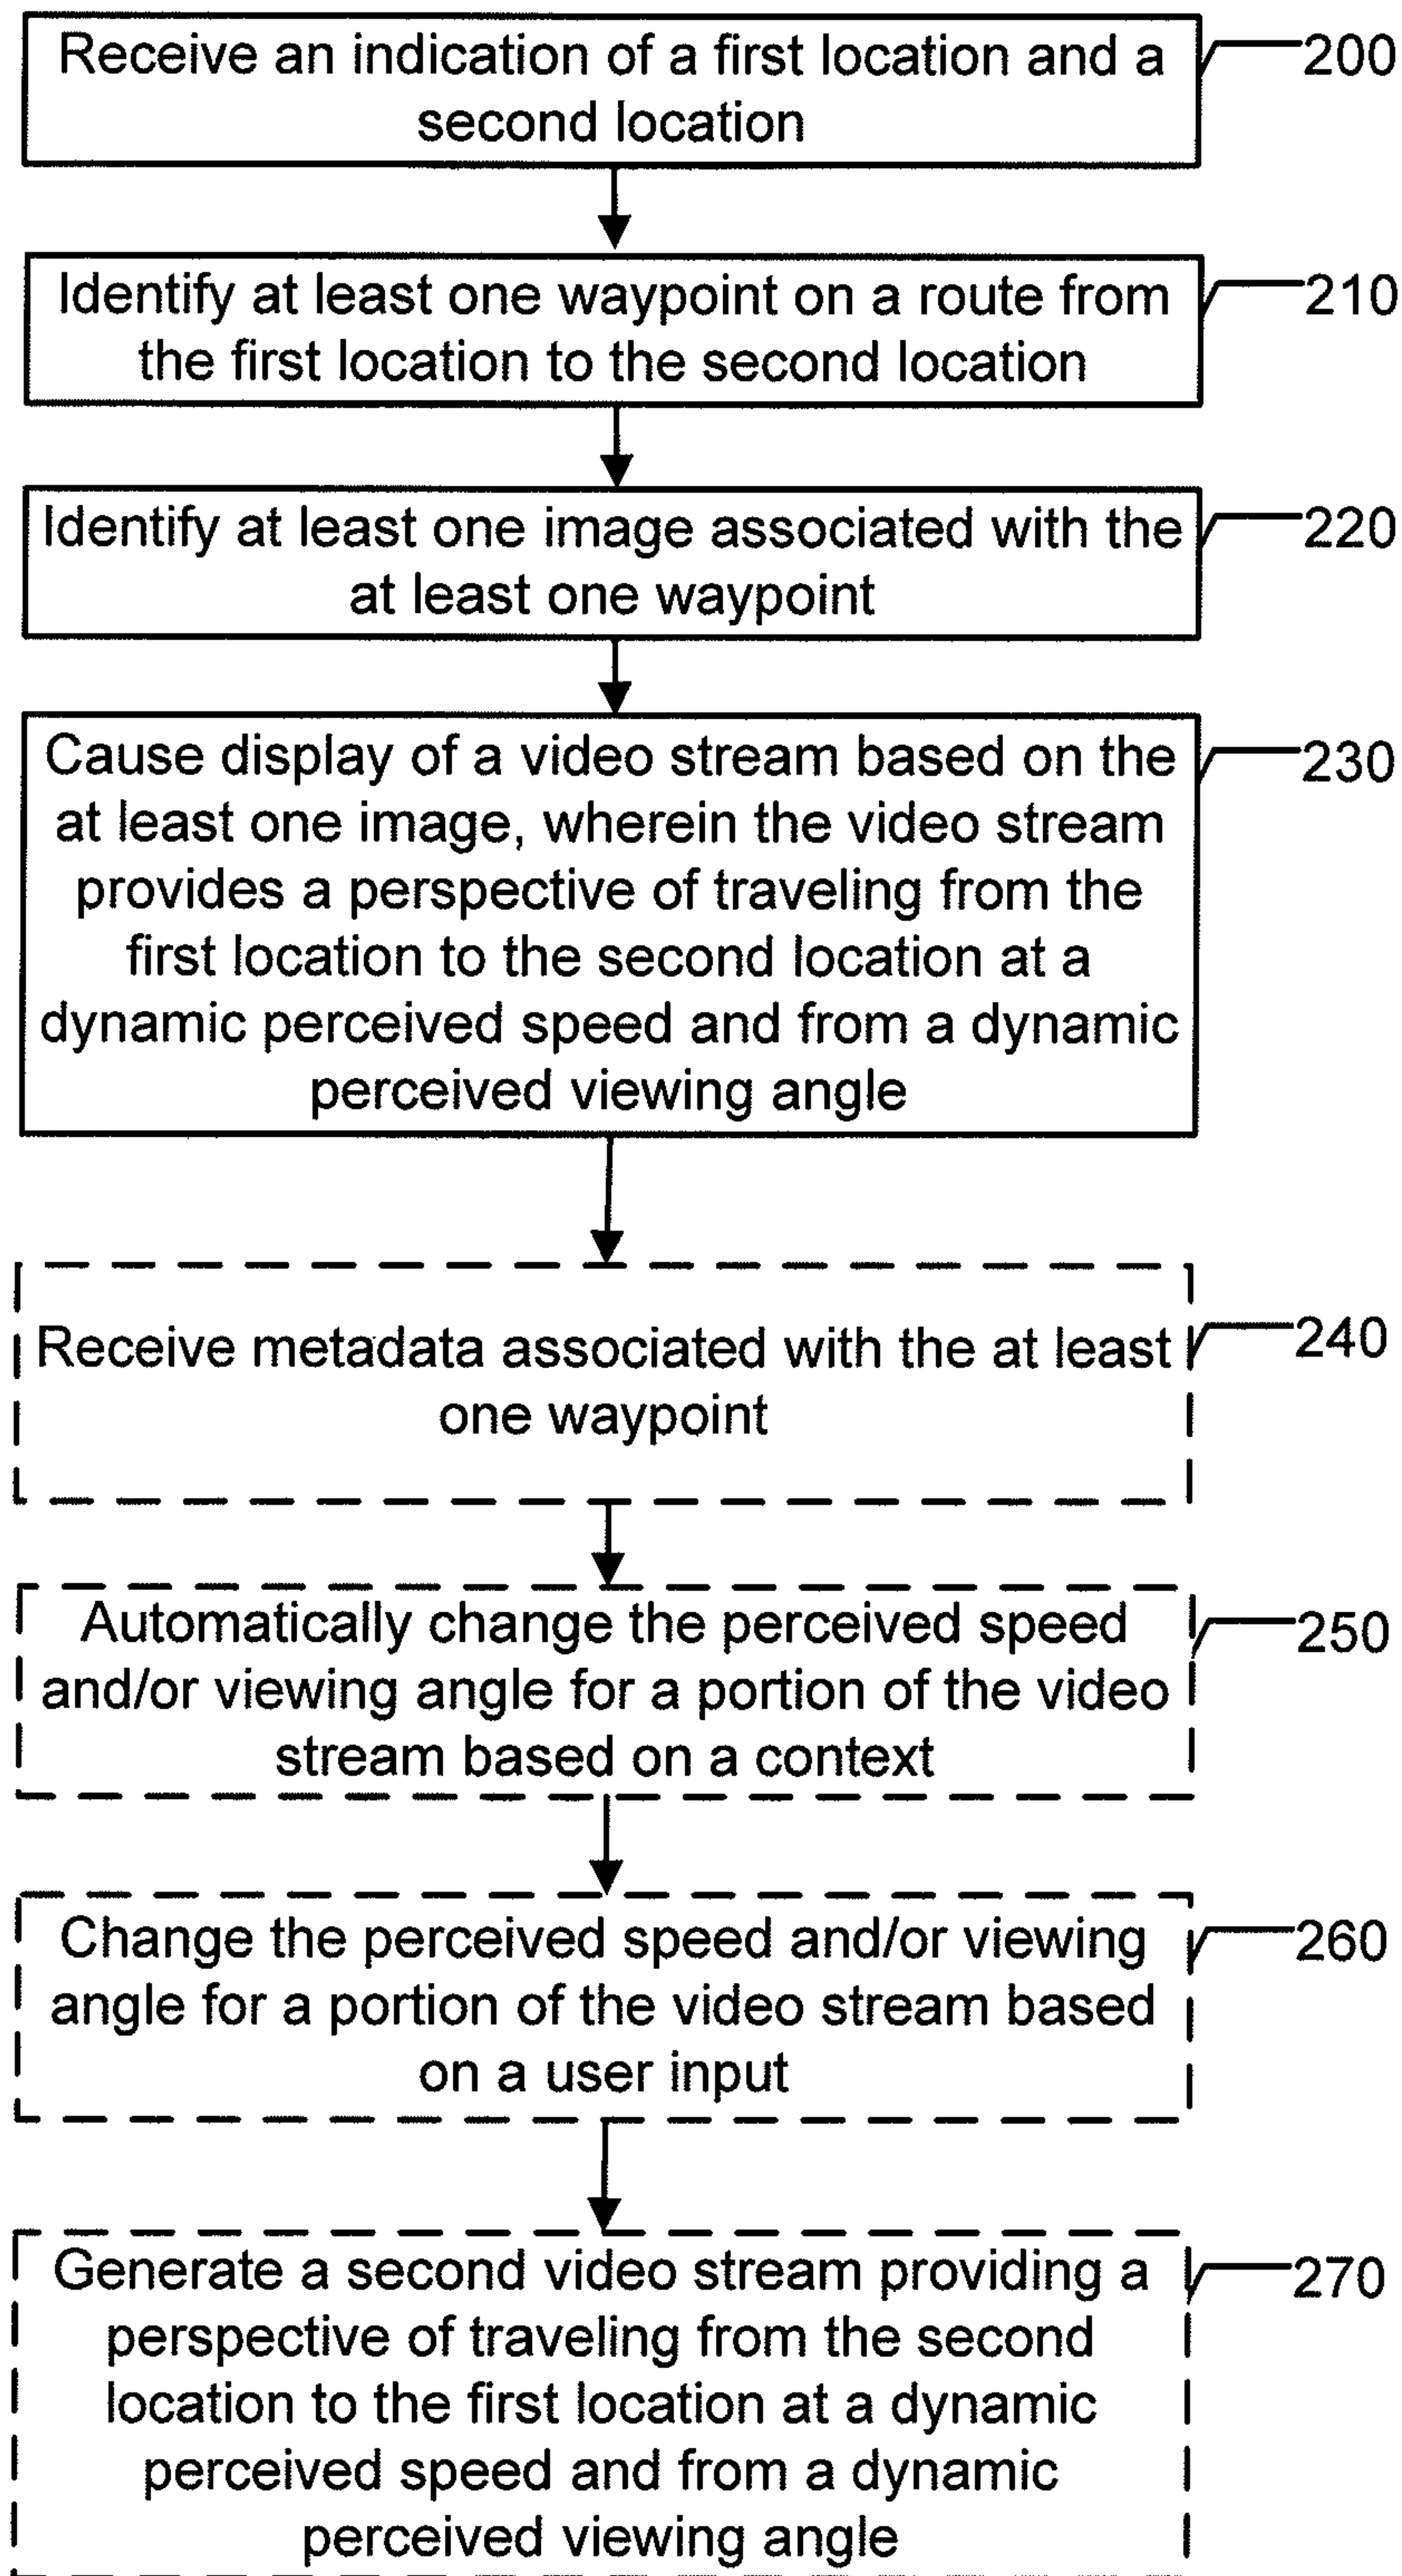 Receive an indication of a first location and a
second location
200
Identify at least one waypoint on a route from
the first location to the second location
210
Identify at least one image associated with the
at least one waypoint
220
Cause display of a video stream based on the
at least one image, wherein the video stream
provides a perspective of traveling from the
first location to the second location at a
dynamic perceived speed and from a dynamic
perceived viewing angle
230
Receive metadata associated with the at least
one waypoint
240
Automatically change the perceived speed
and/or viewing angle for a portion of the video
stream based on a context
250
Change the perceived speed and/or viewing
angle for a portion of the video stream based
on a user input
260
Generate a second video stream providing a
perspective of traveling from the second
location to the first location at a dynamic
perceived speed and from a dynamic
perceived viewing angle
270